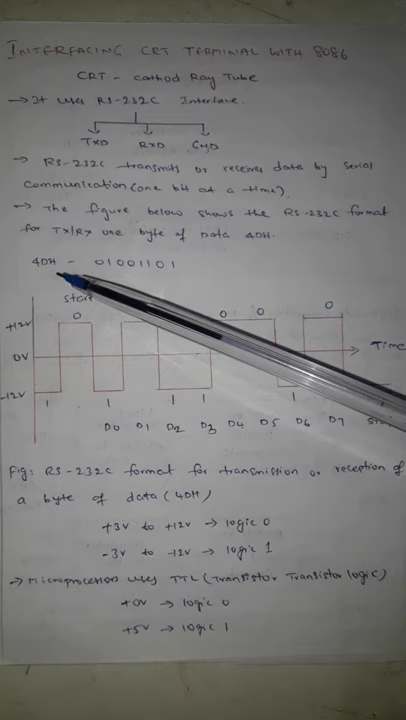 INTERFACING CRT TERMINAL WITH 8086
CRT - cathod Ray Tube
→ It uses RS-232C Interface.
TXD RXD GND
→ RS-232C transmits or receives data by serial
communication (one bit at a time).
→ The figure below shows the RS-232C format
for TX/RX one byte of Data 4DH.
4DH - 01001101
start
0 0 0 0
+12V
0V Time
-12V
1 1 1 1 1 1
D0 D1 D2 D3 D4 D5 D6 D7
Fig: RS-232C format for transmission or reception of
a byte of data (4DH)
+3V to +12V → logic 0
-3V to -12V → logic 1
→ Microprocessors uses TTL (Transistor Transistor logic)
+0V → logic 0
+5V → logic 1